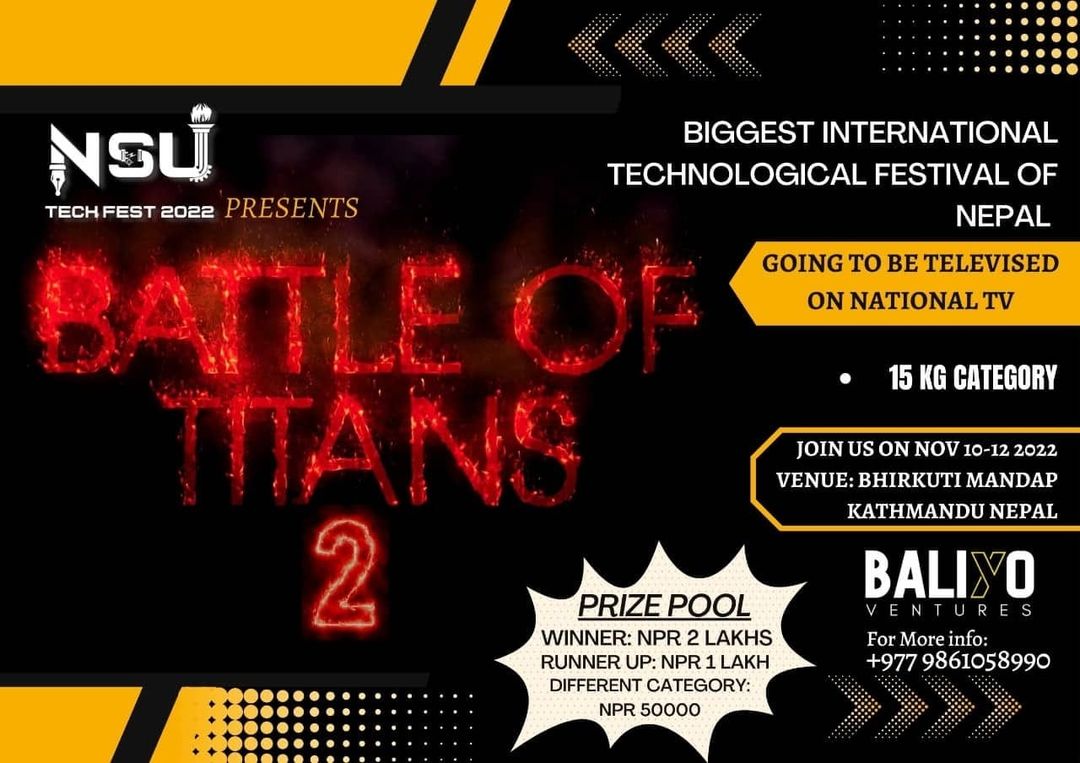 NSU
TECH FEST 2022 PRESENTS
BATTLE OF
TITANS
2
BIGGEST INTERNATIONAL
TECHNOLOGICAL FESTIVAL OF
NEPAL
GOING TO BE TELEVISED
ON NATIONAL TV
• 15 KG CATEGORY
JOIN US ON NOV 10-12 2022
VENUE: BHIRKUTI MANDAP
KATHMANDU NEPAL
PRIZE POOL
WINNER: NPR 2 LAKHS
RUNNER UP: NPR 1 LAKH
DIFFERENT CATEGORY:
NPR 50000
BALIYO
VENTURES
For More info:
+977 9861058990